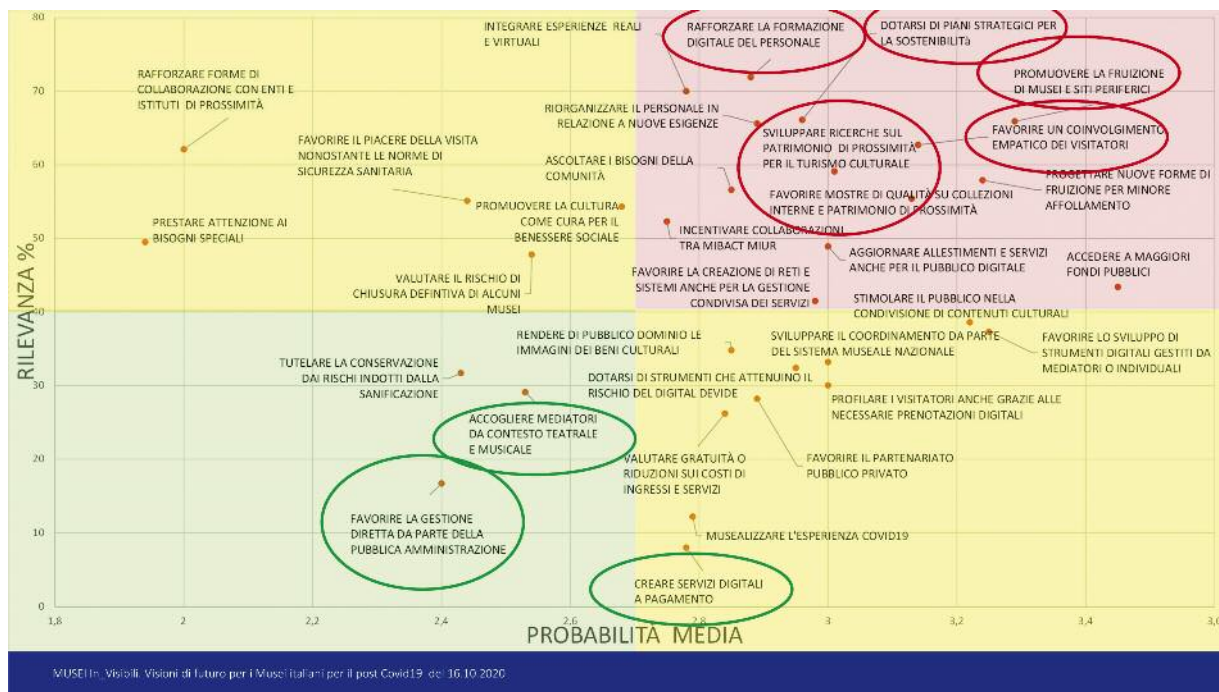 RILEVANZA %
80
70
60
50
40
30
20
10
0
INTEGRARE ESPERIENZE REALI
E VIRTUALI
RAFFORZARE LA FORMAZIONE
DIGITALE DEL PERSONALE
DOTARSI DI PIANI STRATEGICI PER
LA SOSTENIBILITà
RAFFORZARE FORME DI
COLLABORAZIONE CON ENTI E
ISTITUTI DI PROSSIMITÀ
PROMUOVERE LA FRUIZIONE
DI MUSEI E SITI PERIFERICI
RIORGANIZZARE IL PERSONALE IN
RELAZIONE A NUOVE ESIGENZE
FAVORIRE IL PIACERE DELLA VISITA
NONOSTANTE LE NORME DI
SICUREZZA SANITARIA
SVILUPPARE RICERCHE SUL
PATRIMONIO DI PROSSIMITÀ
PER IL TURISMO CULTURALE
FAVORIRE UN COINVOLGIMENTO
EMPATICO DEI VISITATORI
ASCOLTARE I BISOGNI DELLA
COMUNITÀ
PROGETTARE NUOVE FORME DI
FRUIZIONE PER MINORE
AFFOLLAMENTO
FAVORIRE MOSTRE DI QUALITÀ SU COLLEZIONI
INTERNE E PATRIMONIO DI PROSSIMITÀ
PROMUOVERE LA CULTURA
COME CURA PER IL
BENESSERE SOCIALE
PRESTARE ATTENZIONE AI
BISOGNI SPECIALI
INCENTIVARE COLLABORAZIONI
TRA MIBACT MIUR
AGGIORNARE ALLESTIMENTI E SERVIZI
ANCHE PER IL PUBBLICO DIGITALE
ACCEDERE A MAGGIORI
FONDI PUBBLICI
VALUTARE IL RISCHIO DI
CHIUSURA DEFINTIVA DI ALCUNI
MUSEI
FAVORIRE LA CREAZIONE DI RETI E
SISTEMI ANCHE PER LA GESTIONE
CONDIVISA DEI SERVIZI
STIMOLARE IL PUBBLICO NELLA
CONDIVISIONE DI CONTENUTI CULTURALI
RENDERE DI PUBBLICO DOMINIO LE
IMMAGINI DEI BENI CULTURALI
SVILUPPARE IL COORDINAMENTO DA PARTE
DEL SISTEMA MUSEALE NAZIONALE
FAVORIRE LO SVILUPPO DI
STRUMENTI DIGITALI GESTITI DA
MEDIATORI O INDIVIDUALI
TUTELARE LA CONSERVAZIONE
DAI RISCHI INDOTTI DALLA
SANIFICAZIONE
DOTARSI DI STRUMENTI CHE ATTENUINO IL
RISCHIO DEL DIGITAL DEVIDE
PROFILARE I VISITATORI ANCHE GRAZIE ALLE
NECESSARIE PRENOTAZIONI DIGITALI
ACCOGLIERE MEDIATORI
DA CONTESTO TEATRALE
E MUSICALE
VALUTARE GRATUITÀ O
RIDUZIONI SUI COSTI DI
INGRESSI E SERVIZI
FAVORIRE IL PARTENARIATO
PUBBLICO PRIVATO
FAVORIRE LA GESTIONE
DIRETTA DA PARTE DELLA
PUBBLICA AMMINISTRAZIONE
MUSEALIZZARE L'ESPERIENZA COVID19
CREARE SERVIZI DIGITALI
A PAGAMENTO
1,8 2 2,2 2,4 2,6 2,8 3 3,2 3,4 3,6
PROBABILITÀ MEDIA
MUSEI In_Visibili. Visioni di futuro per i Musei italiani per il post Covid19 del 16.10.2020